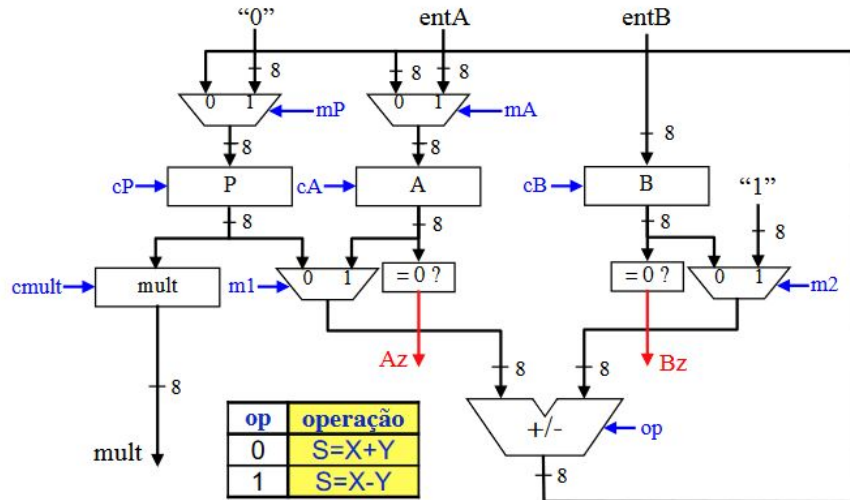 “0” entA entB
8 8 8
0 1 0 1
mP mA
8 8 8
cP P cA A cB B “1”
8 8 8 8
cmult mult m1 0 1 = 0 ? = 0 ? 0 1 m2
Az Bz
8 8 8
op operação
0 S=X+Y
1 S=X-Y
+/- op
mult
8